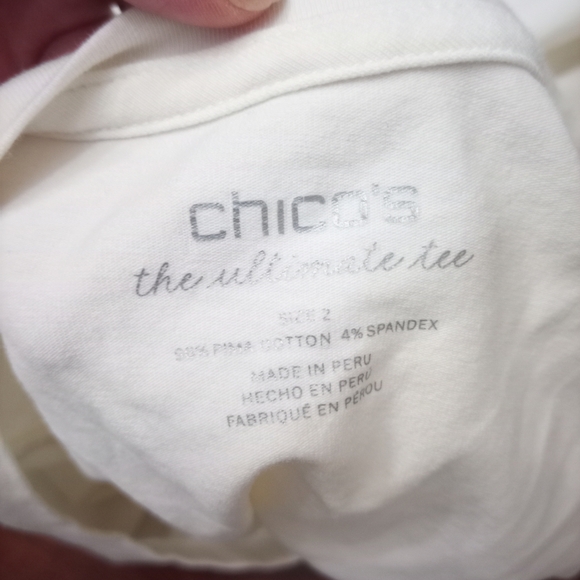 chico's
the ultimate tee
SIZE 2
96% PIMA COTTON 4% SPANDEX
MADE IN PERU
HECHO EN PERU
FABRIQUÉ EN PÉROU